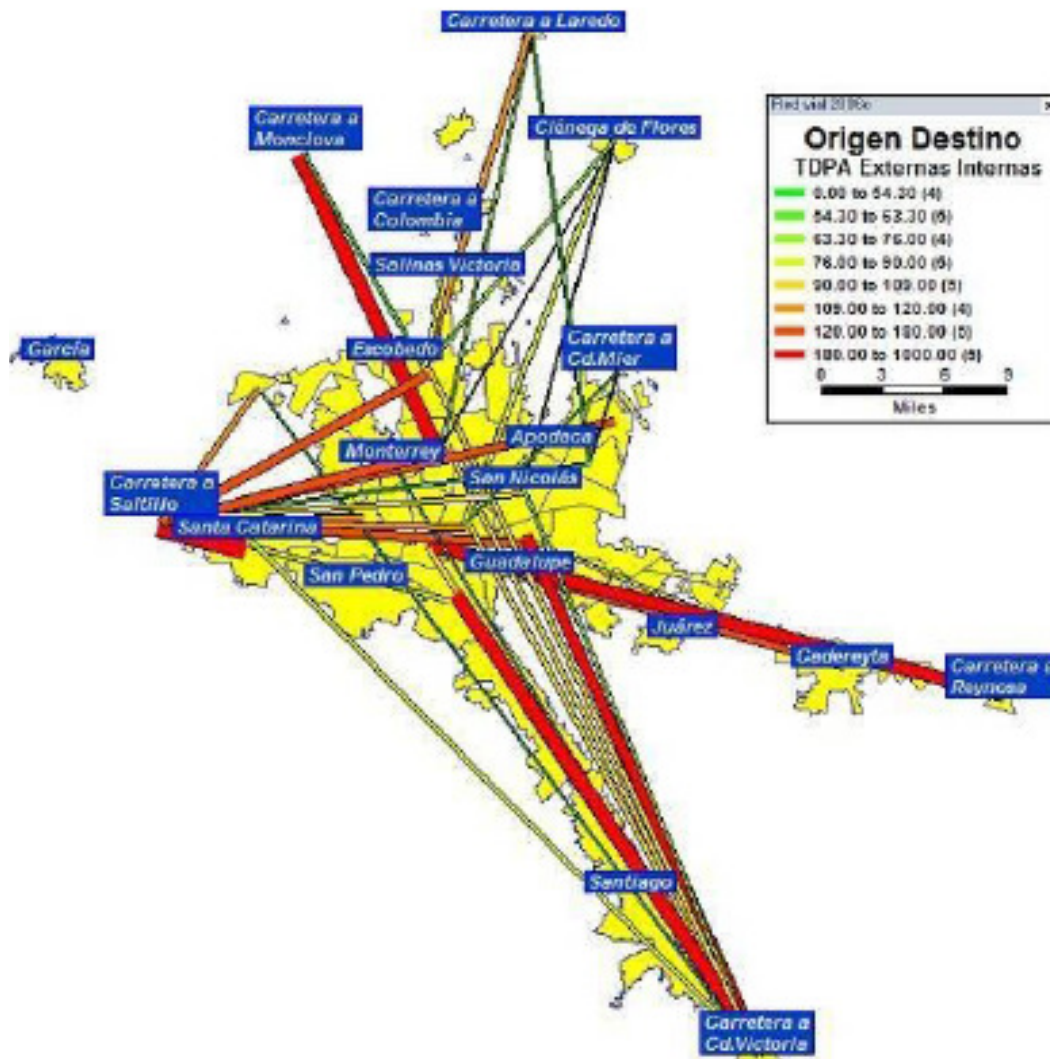 Carretera a Laredo
Carretera a
Monclova
Ciénega de Flores
Carretera a
Colombia
Salinas Victoria
García
Escobedo
Carretera a
Cd.Mier
Monterrey
Apodaca
San Nicolás
Carretera a
Saltillo
Santa Catarina
San Pedro
Guadalupe
Juárez
Cadereyta
Carretera a
Reynosa
Santiago
Carretera a
Cd.Victoria
Red vial
Origen Destino
TDPA Externas Internas
0.00 to 54.30 (4)
54.30 to 63.30 (5)
63.30 to 76.00 (4)
76.00 to 90.00 (5)
90.00 to 109.00 (5)
109.00 to 120.00 (4)
120.00 to 180.00 (5)
180.00 to 1000.00 (5)
0 3 6 9
Miles